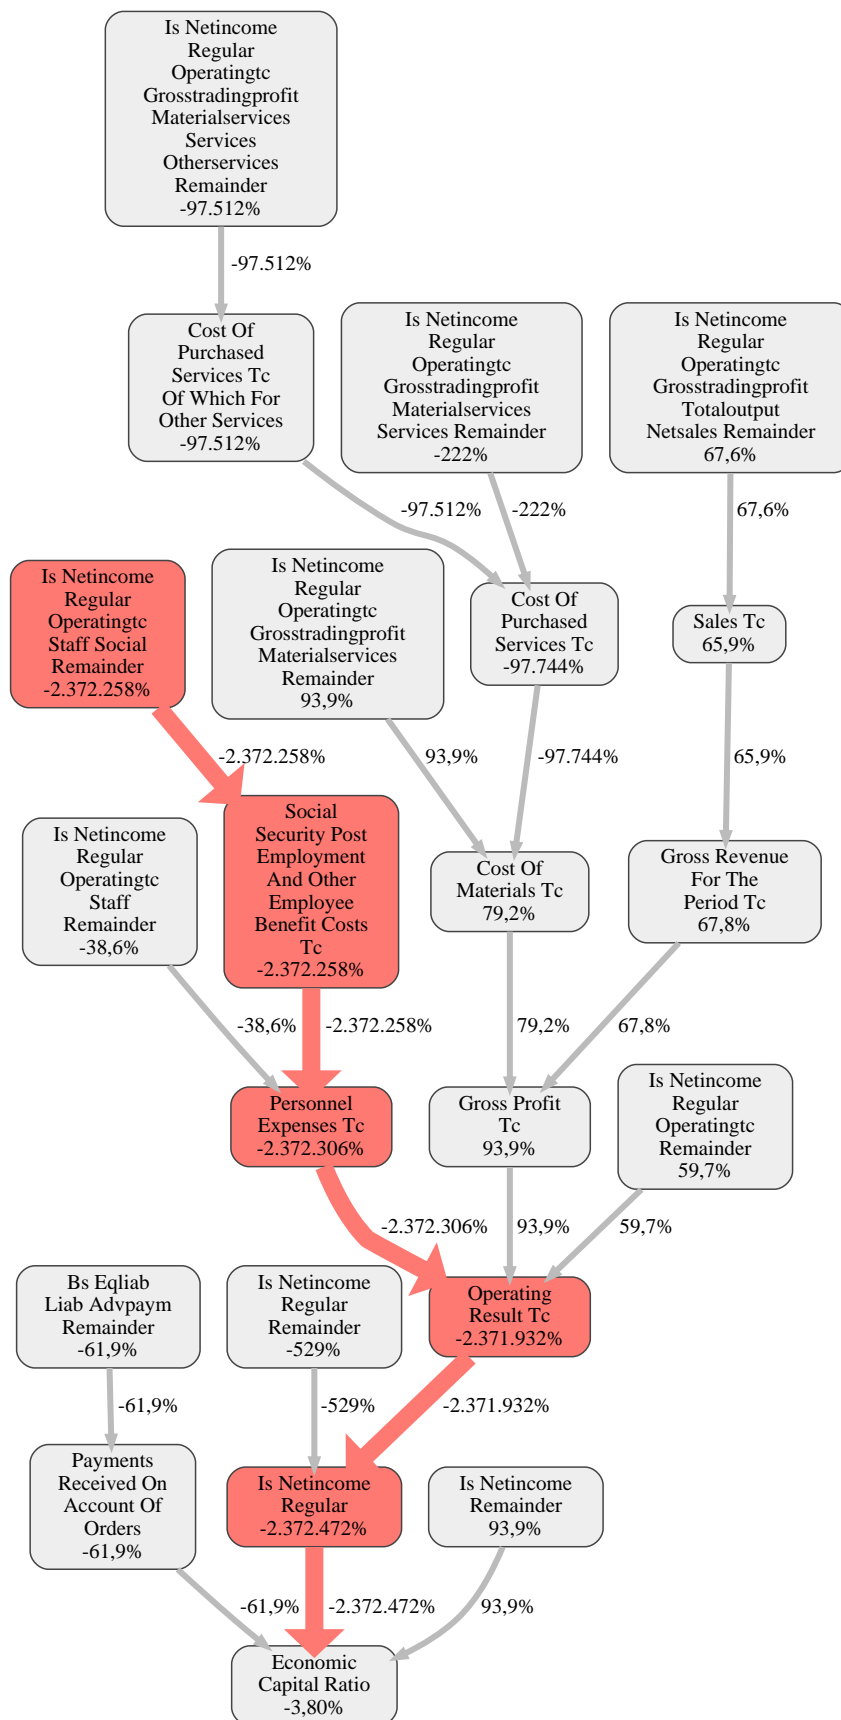 Is Netincome
Regular
Operatingtc
Grosstradingprofit
Materialservices
Services
Otherservices
Remainder
-97.512%
-97.512%
Cost Of
Purchased
Services Tc
Of Which For
Other Services
-97.512%
Is Netincome
Regular
Operatingtc
Grosstradingprofit
Materialservices
Services Remainder
-222%
Is Netincome
Regular
Operatingtc
Grosstradingprofit
Totaloutput
Netsales Remainder
67,6%
-97.512%
-222%
67,6%
Is Netincome
Regular
Operatingtc
Staff Social
Remainder
-2.372.258%
Is Netincome
Regular
Operatingtc
Grosstradingprofit
Materialservices
Remainder
93,9%
Cost Of
Purchased
Services Tc
-97.744%
Sales Tc
65,9%
-2.372.258%
93,9%
-97.744%
65,9%
Is Netincome
Regular
Operatingtc
Staff
Remainder
-38,6%
Social
Security Post
Employment
And Other
Employee
Benefit Costs
Tc
-2.372.258%
Cost Of
Materials Tc
79,2%
Gross Revenue
For The
Period Tc
67,8%
-38,6%
-2.372.258%
79,2%
67,8%
Personnel
Expenses Tc
-2.372.306%
Gross Profit
Tc
93,9%
Is Netincome
Regular
Operatingtc
Remainder
59,7%
-2.372.306%
93,9%
59,7%
Bs Eqliab
Liab Advpaym
Remainder
-61,9%
Is Netincome
Regular
Remainder
-529%
Operating
Result Tc
-2.371.932%
-61,9%
-529%
-2.371.932%
Payments
Received On
Account Of
Orders
-61,9%
Is Netincome
Regular
-2.372.472%
Is Netincome
Remainder
93,9%
-61,9%
-2.372.472%
93,9%
Economic
Capital Ratio
-3,80%